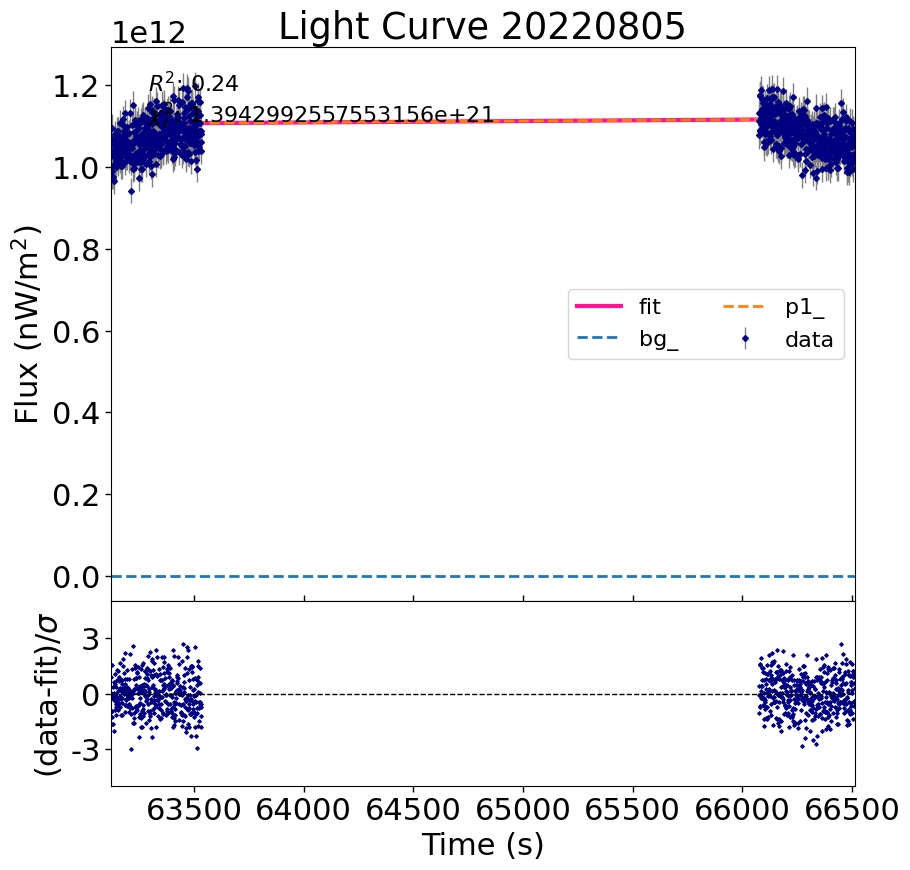 Light Curve 20220805
1e12
R²: 0.24
.3942992557553156e+21
1.2
1.0
0.8
0.6
0.4
0.2
0.0
Flux (nW/m²)
fit
bg_
p1_
data
3
0
-3
(data-fit)/σ
63500 64000 64500 65000 65500 66000 66500
Time (s)